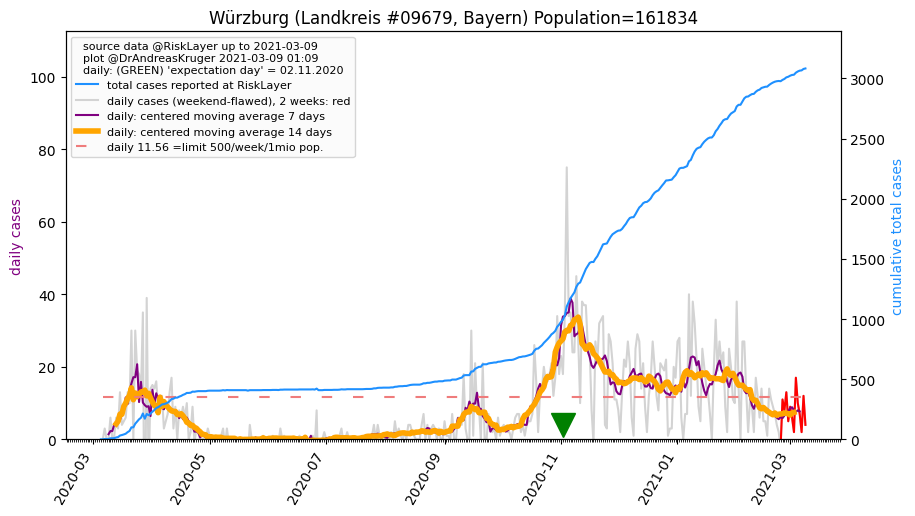 Würzburg (Landkreis #09679, Bayern) Population=161834
source data @RiskLayer up to 2021-03-09
plot @DrAndreasKruger 2021-03-09 01:09
daily: (GREEN) 'expectation day' = 02.11.2020
total cases reported at RiskLayer
daily cases (weekend-flawed), 2 weeks: red
daily: centered moving average 7 days
daily: centered moving average 14 days
daily 11.56 =limit 500/week/1mio pop.
daily cases
100
80
60
40
20
0
cumulative total cases
3000
2500
2000
1500
1000
500
0
2020-03
2020-05
2020-07
2020-09
2020-11
2021-01
2021-03